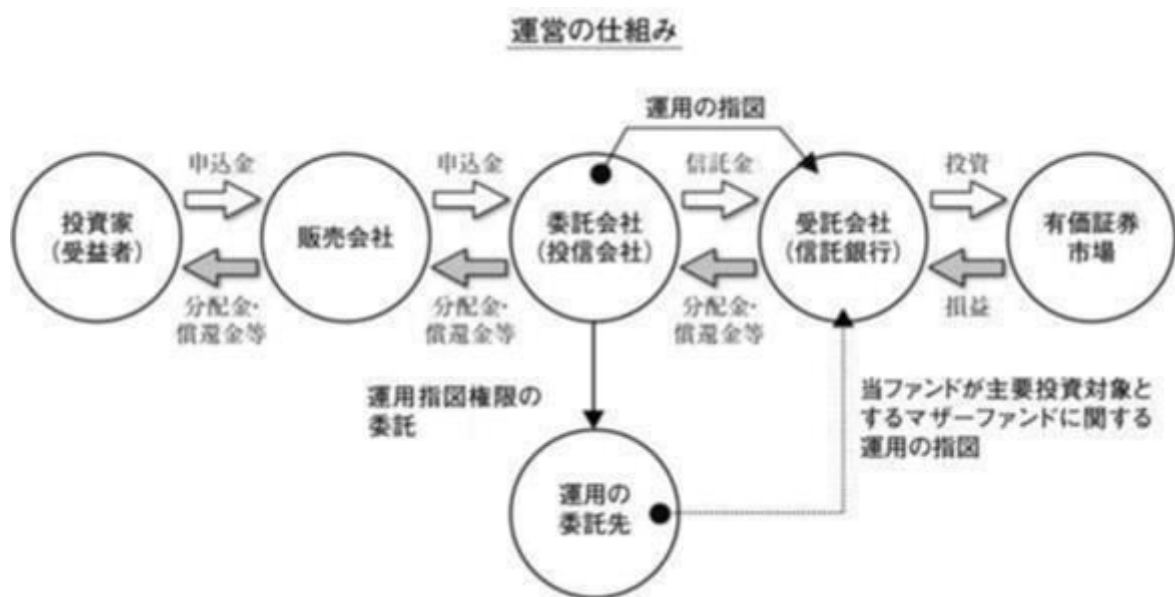 運営の仕組み
運用の指図
申込金
申込金
信託金
投資
投資家
(受益者)
販売会社
委託会社
(投信会社)
受託会社
(信託銀行)
有価証券
市場
分配金・
償還金等
分配金・
償還金等
分配金・
償還金等
損益
運用指図権限の
委託
当ファンドが主要投資対象と
するマザーファンドに関する
運用の指図
運用の
委託先